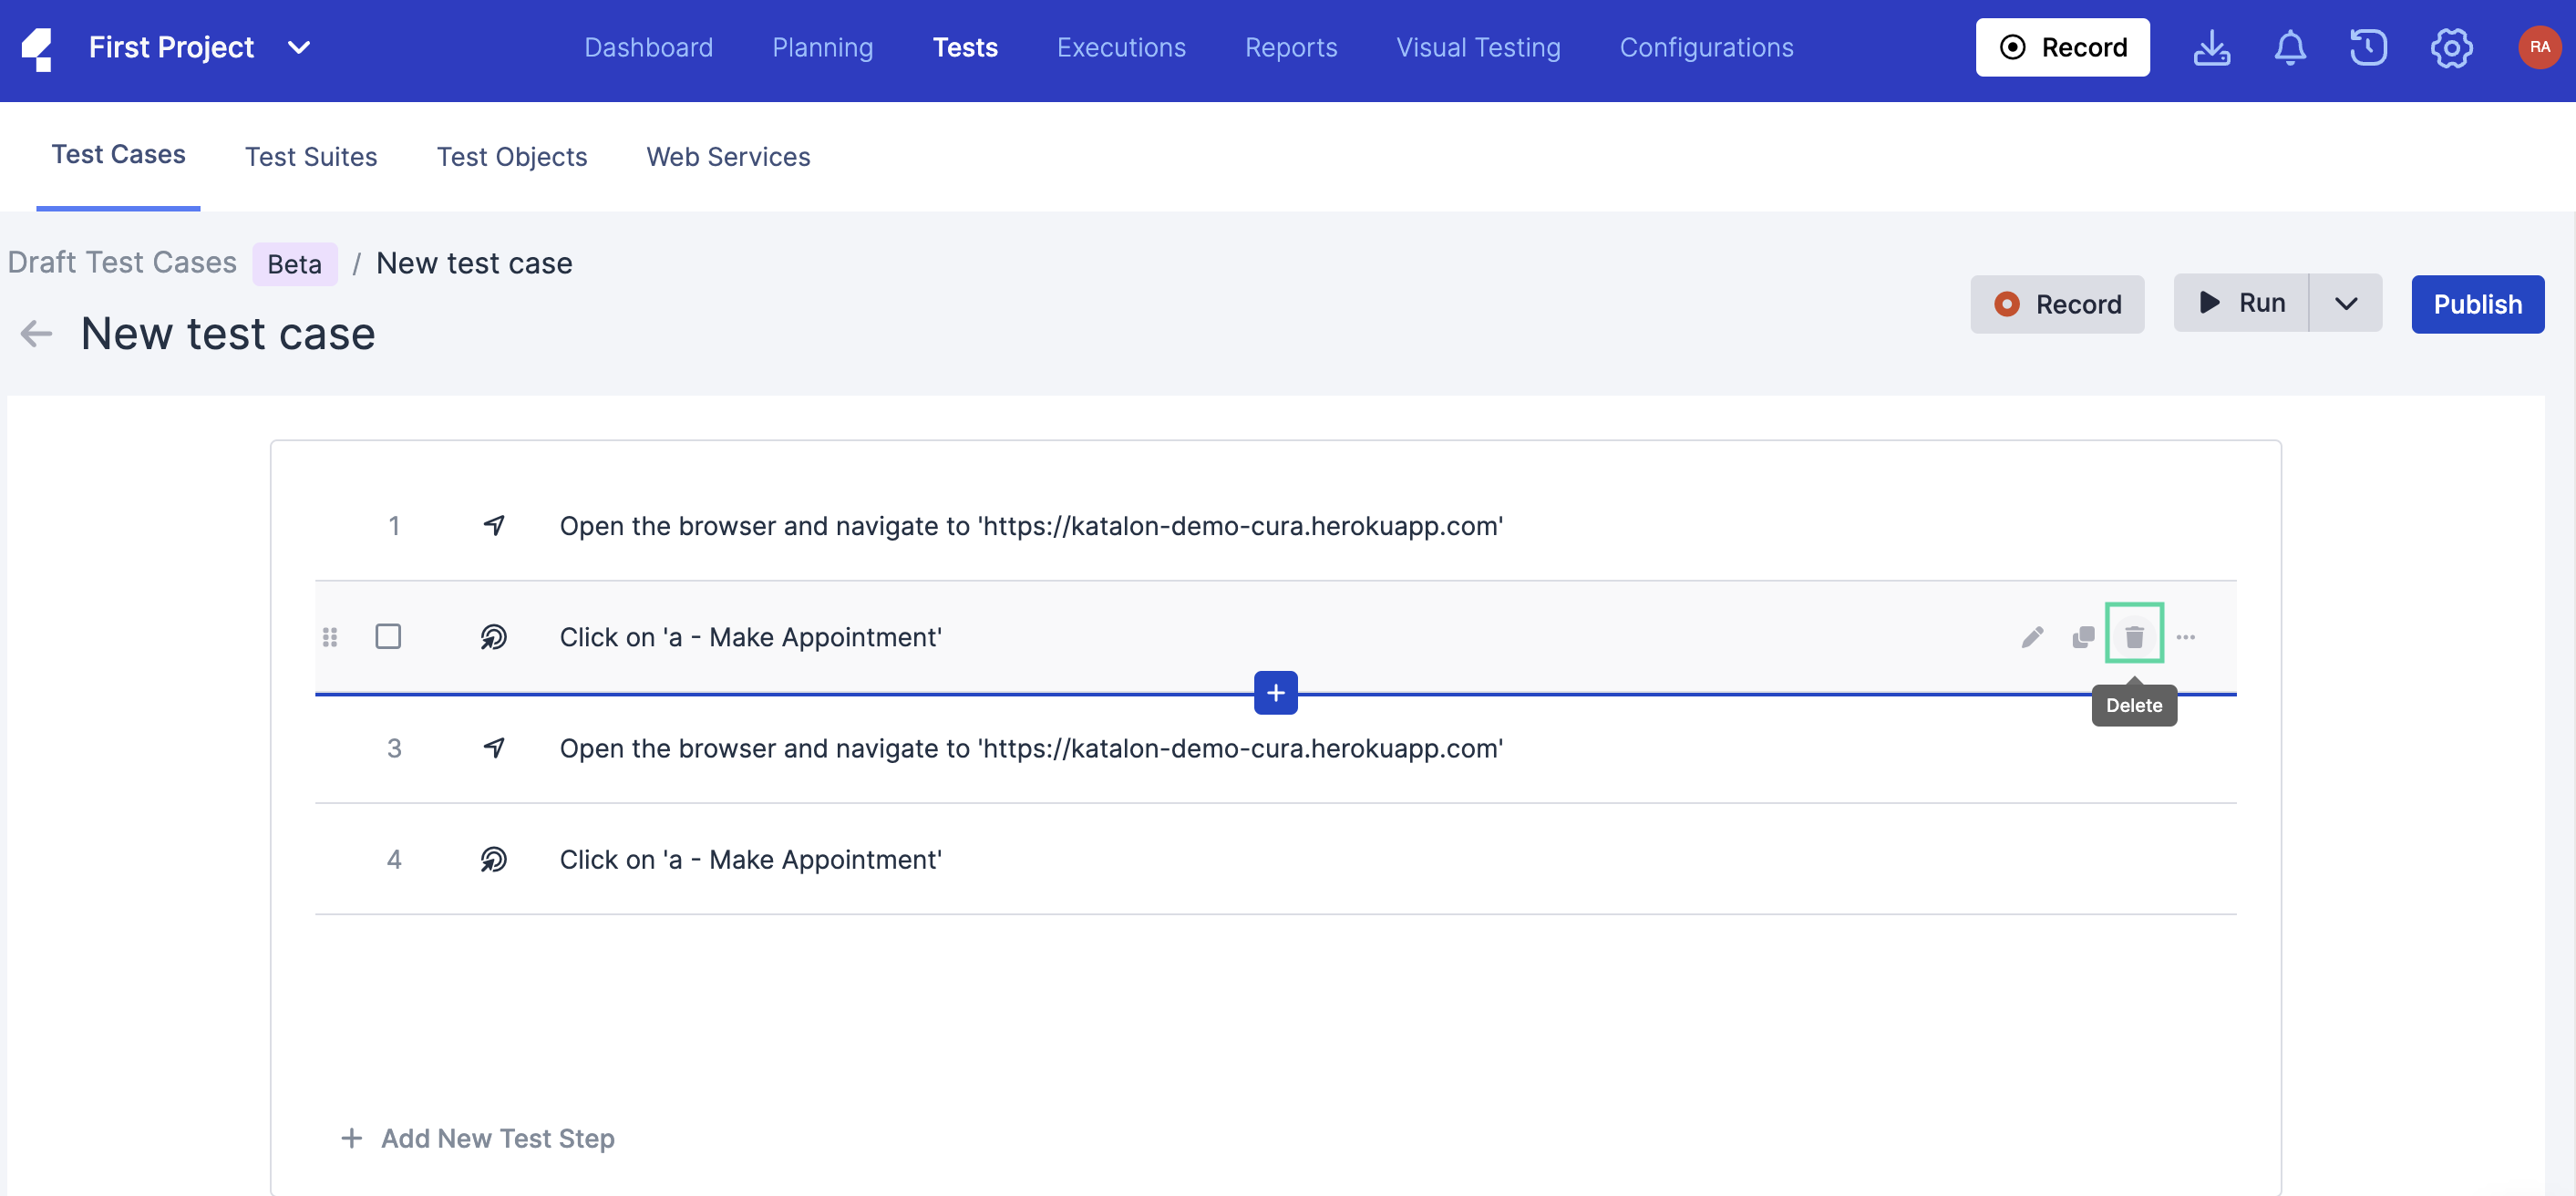 First Project Dashboard Planning Tests Executions Reports Visual Testing Configurations Record RA
Test Cases Test Suites Test Objects Web Services
Draft Test Cases Beta / New test case
New test case
Record Run Publish
1 Open the browser and navigate to 'https://katalon-demo-cura.herokuapp.com'
Click on 'a - Make Appointment'
+
Delete
3 Open the browser and navigate to 'https://katalon-demo-cura.herokuapp.com'
4 Click on 'a - Make Appointment'
+ Add New Test Step